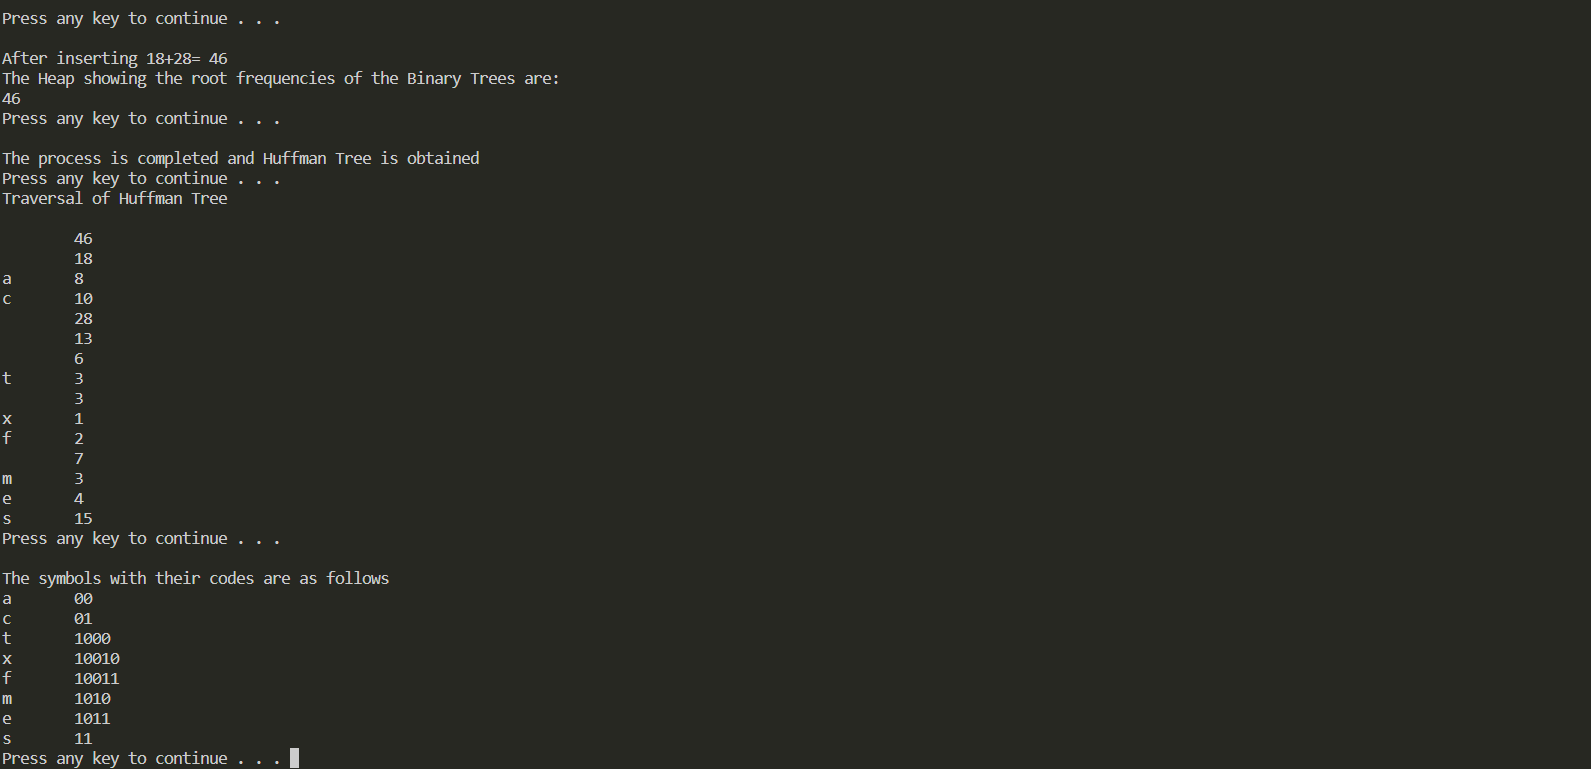 Press any key to continue . . .
After inserting 18+28= 46
The Heap showing the root frequencies of the Binary Trees are:
46
Press any key to continue . . .
The process is completed and Huffman Tree is obtained
Press any key to continue . . .
Traversal of Huffman Tree
46
18
a 8
c 10
28
13
6
t 3
3
x 1
f 2
7
m 3
e 4
s 15
Press any key to continue . . .
The symbols with their codes are as follows
a 00
c 01
t 1000
x 10010
f 10011
m 1010
e 1011
s 11
Press any key to continue . . .